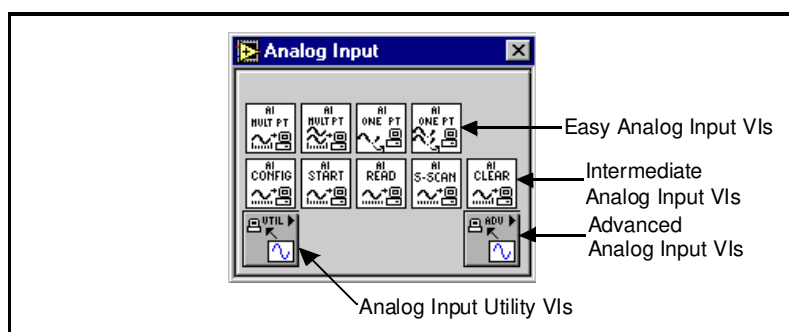 Analog Input
AI MULT PT
AI MULT PT
AI ONE PT
AI ONE PT
Easy Analog Input VIs
AI CONFIG
AI START
AI READ
AI S-SCAN
AI CLEAR
Intermediate
Analog Input VIs
UTIL
ADV
Advanced
Analog Input VIs
Analog Input Utility VIs